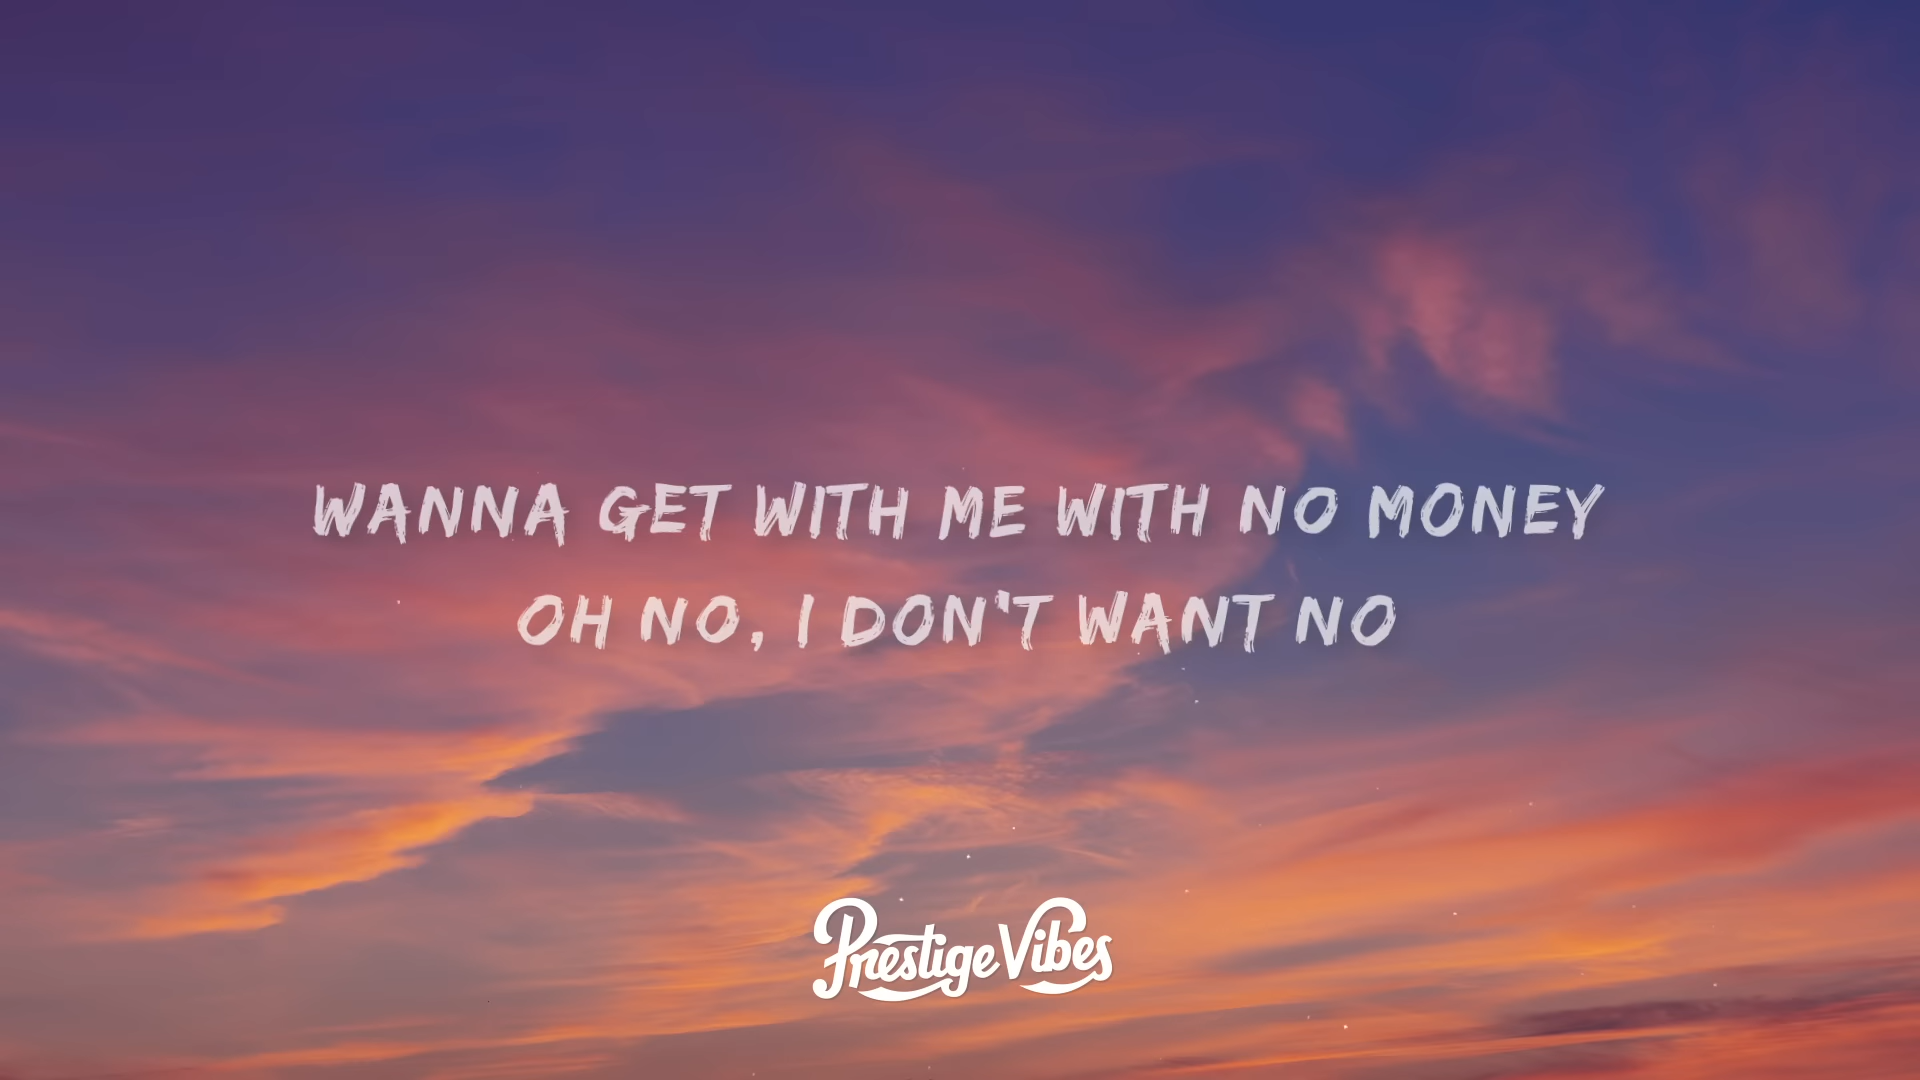 WANNA GET WITH ME WITH NO MONEY
OH NO, I DON'T WANT NO
Prestige Vibes